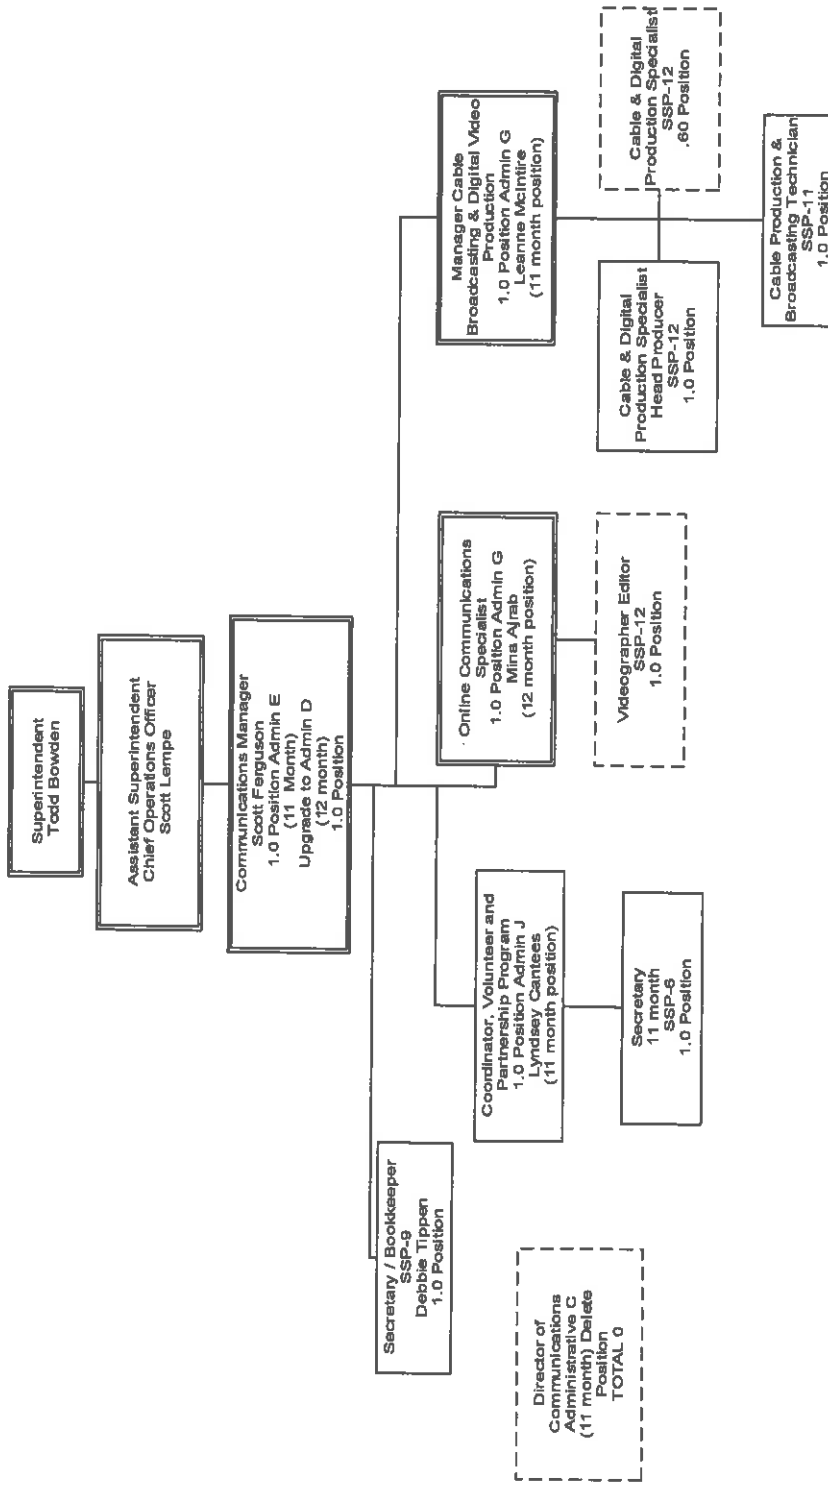 Superintendent
Todd Bowden
Assistant Superintendent
Chief Operations Officer
Scott Lempe
Communications Manager
Scott Ferguson
1.0 Position Admin E
(11 Month)
Upgrade to Admin D
(12 month)
1.0 Position
Secretary / Bookkeeper
SSP-9
Debbie Tippen
1.0 Position
Coordinator, Volunteer and
Partnership Program
1.0 Position Admin J
Lyndsey Cantees
(11 month position)
Online Communications
Specialist
1.0 Position Admin G
Mina Ajrab
(12 month position)
Manager Cable
Broadcasting & Digital Video
Production
1.0 Position Admin G
Leanne McIntire
(11 month position)
Director of
Communications
Administrative C
(11 month) Delete
Position
TOTAL 0
Secretary
11 month
SSP-6
1.0 Position
Videographer Editor
SSP-12
1.0 Position
Cable & Digital
Production Specialist
Head Producer
SSP-12
1.0 Position
Cable & Digital
Production Specialist
SSP-12
.60 Position
Cable Production &
Broadcasting Technician
SSP-11
1.0 Position